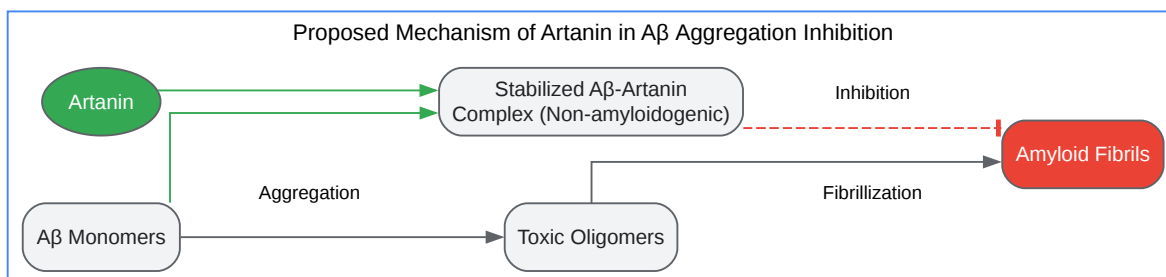 Proposed Mechanism of Artanin in Aβ Aggregation Inhibition
Artanin
Stabilized Aβ-Artanin
Complex (Non-amyloidogenic)
Inhibition
Amyloid Fibrils
Aggregation
Fibrillization
Aβ Monomers
Toxic Oligomers